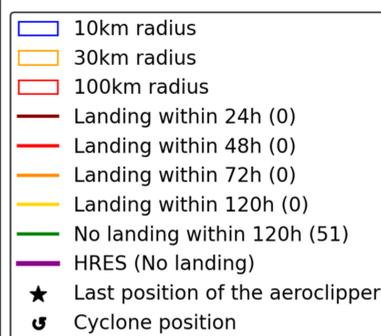 10km radius
30km radius
100km radius
Landing within 24h (0)
Landing within 48h (0)
Landing within 72h (0)
Landing within 120h (0)
No landing within 120h (51)
HRES (No landing)
Last position of the aeroclipper
Cyclone position